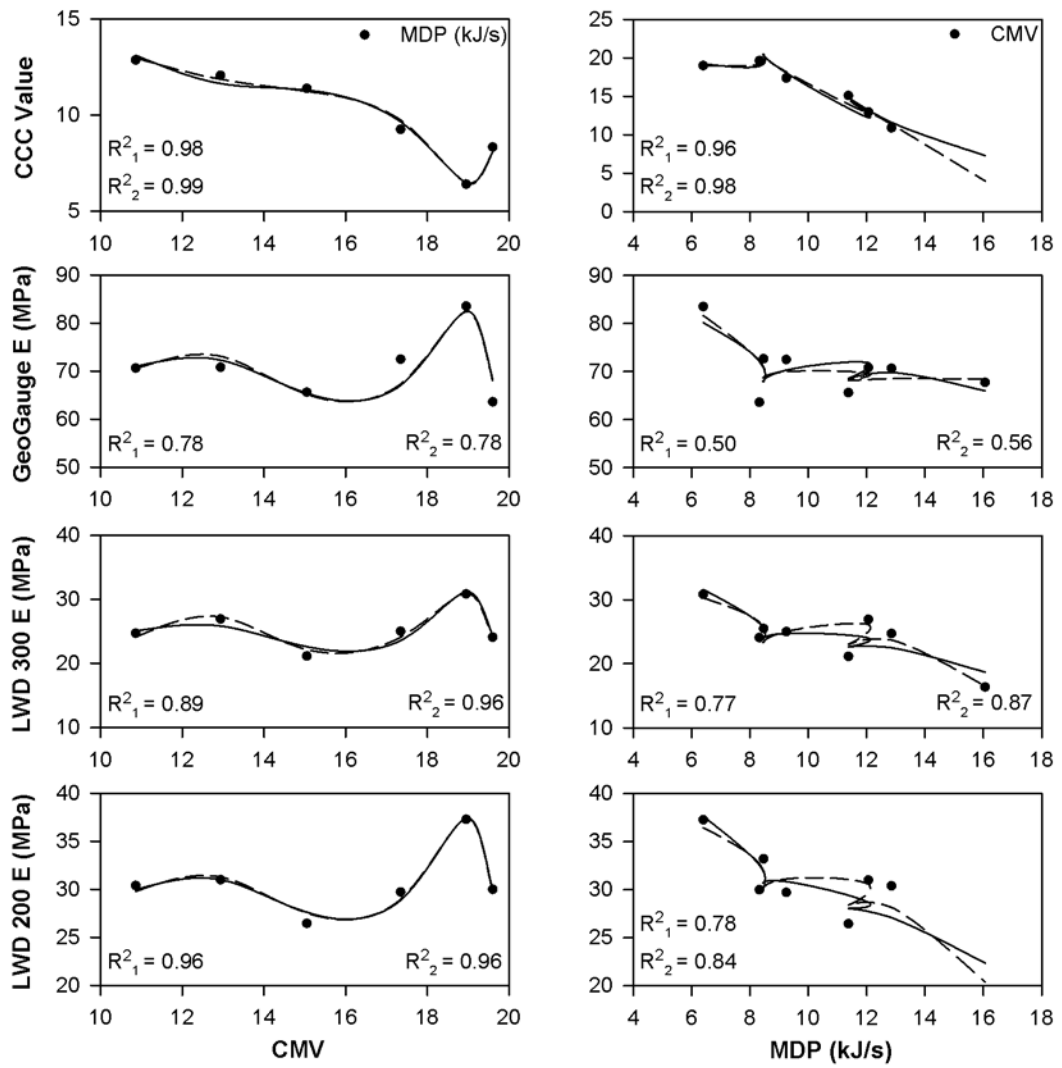 CCC Value
15
10
5
MDP (kJ/s)
R²₁ = 0.98
R²₂ = 0.99
10 12 14 16 18 20
25
20
15
10
5
0
CMV
R²₁ = 0.96
R²₂ = 0.98
4 6 8 10 12 14 16 18
GeoGauge E (MPa)
90
80
70
60
50
R²₁ = 0.78 R²₂ = 0.78
10 12 14 16 18 20
90
80
70
60
50
R²₁ = 0.50 R²₂ = 0.56
4 6 8 10 12 14 16 18
LWD 300 E (MPa)
40
30
20
10
R²₁ = 0.89 R²₂ = 0.96
10 12 14 16 18 20
40
30
20
10
R²₁ = 0.77 R²₂ = 0.87
4 6 8 10 12 14 16 18
LWD 200 E (MPa)
40
35
30
25
20
R²₁ = 0.96 R²₂ = 0.96
10 12 14 16 18 20
CMV
40
35
30
25
20
R²₁ = 0.78
R²₂ = 0.84
4 6 8 10 12 14 16 18
MDP (kJ/s)